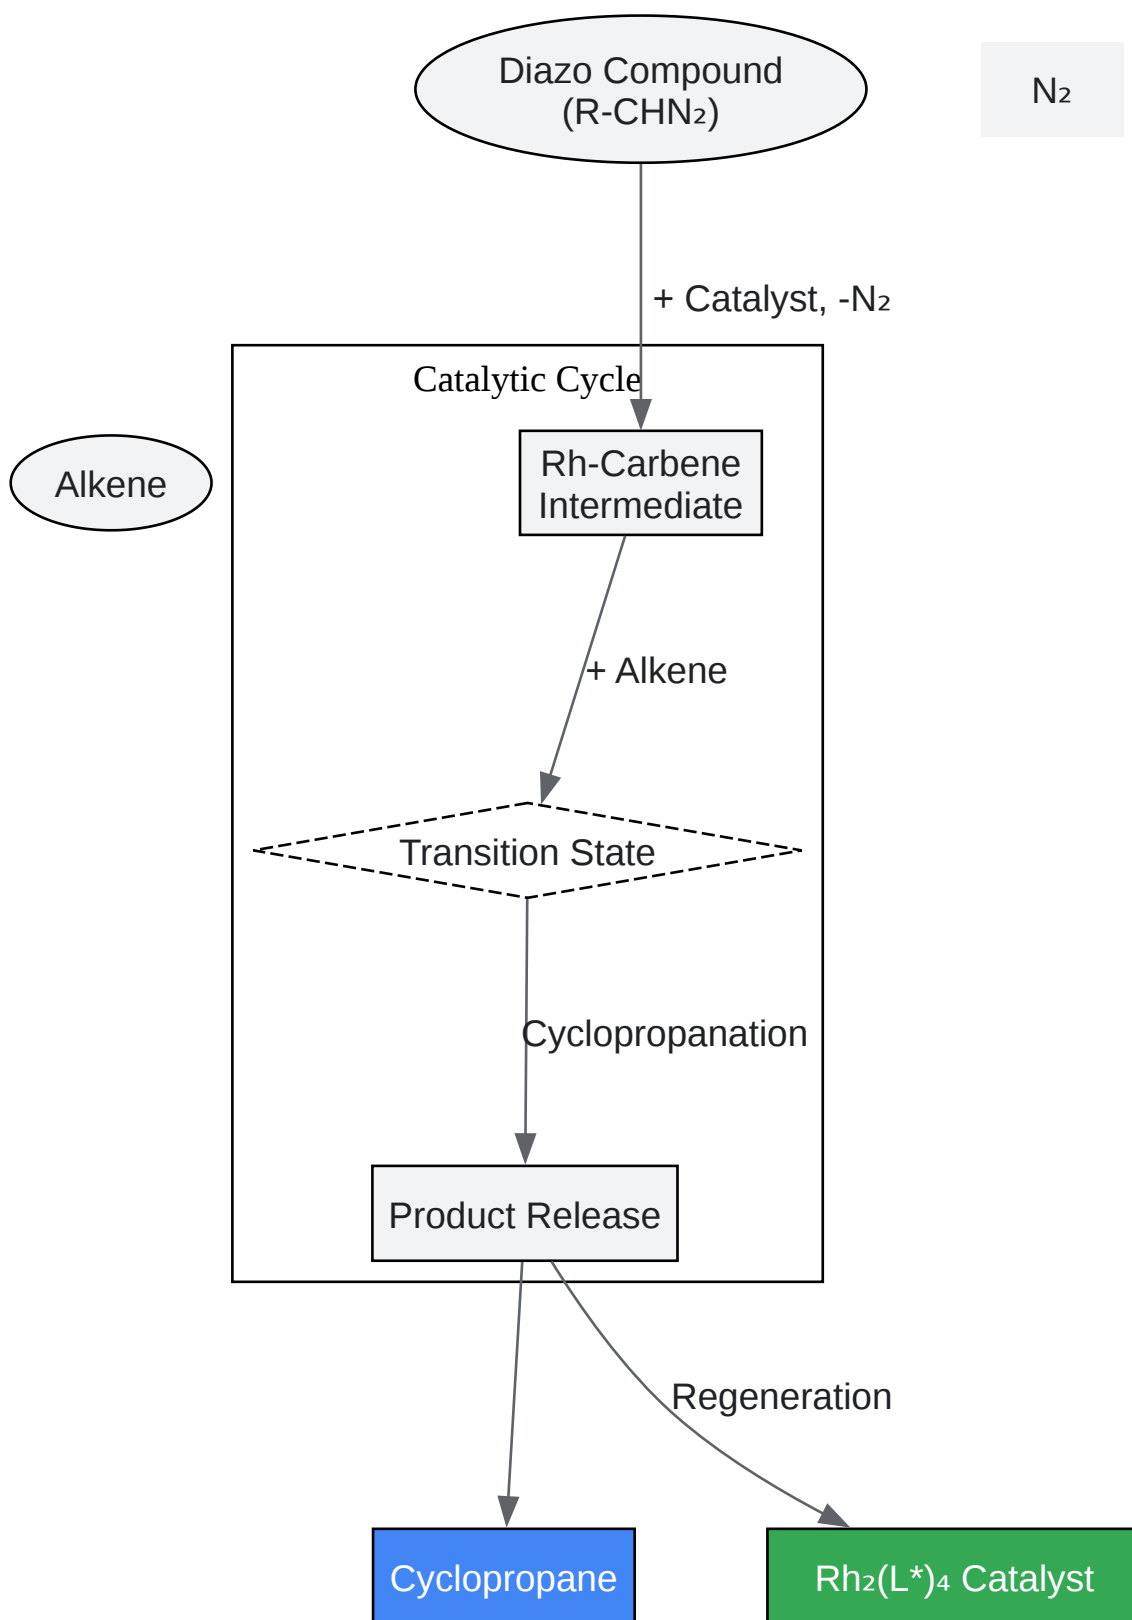 Diazo Compound
(R-CHN₂)
N₂
+ Catalyst, -N₂
Catalytic Cycle
Alkene
Rh-Carbene
Intermediate
+ Alkene
Transition State
Cyclopropanation
Product Release
Regeneration
Cyclopropane
Rh₂(L*)₄ Catalyst